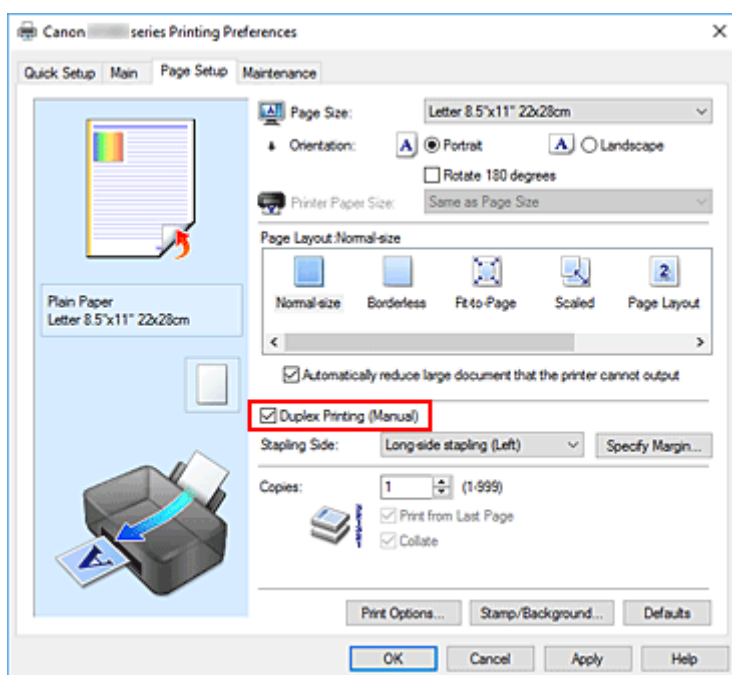 Canon series Printing Preferences
Quick Setup Main Page Setup Maintenance
Page Size: Letter 8.5"x11" 22x28cm
Orientation: A Portrait A Landscape
Rotate 180 degrees
Printer Paper Size: Same as Page Size
Page Layout:Normal-size
Normal-size Borderless Fit-to-Page Scaled Page Layout
Plain Paper
Letter 8.5"x11" 22x28cm
Automatically reduce large document that the printer cannot output
Duplex Printing (Manual)
Stapling Side: Long-side stapling (Left) Specify Margin...
Copies: 1 (1-999)
Print from Last Page
Collate
Print Options... Stamp/Background... Defaults
OK Cancel Apply Help